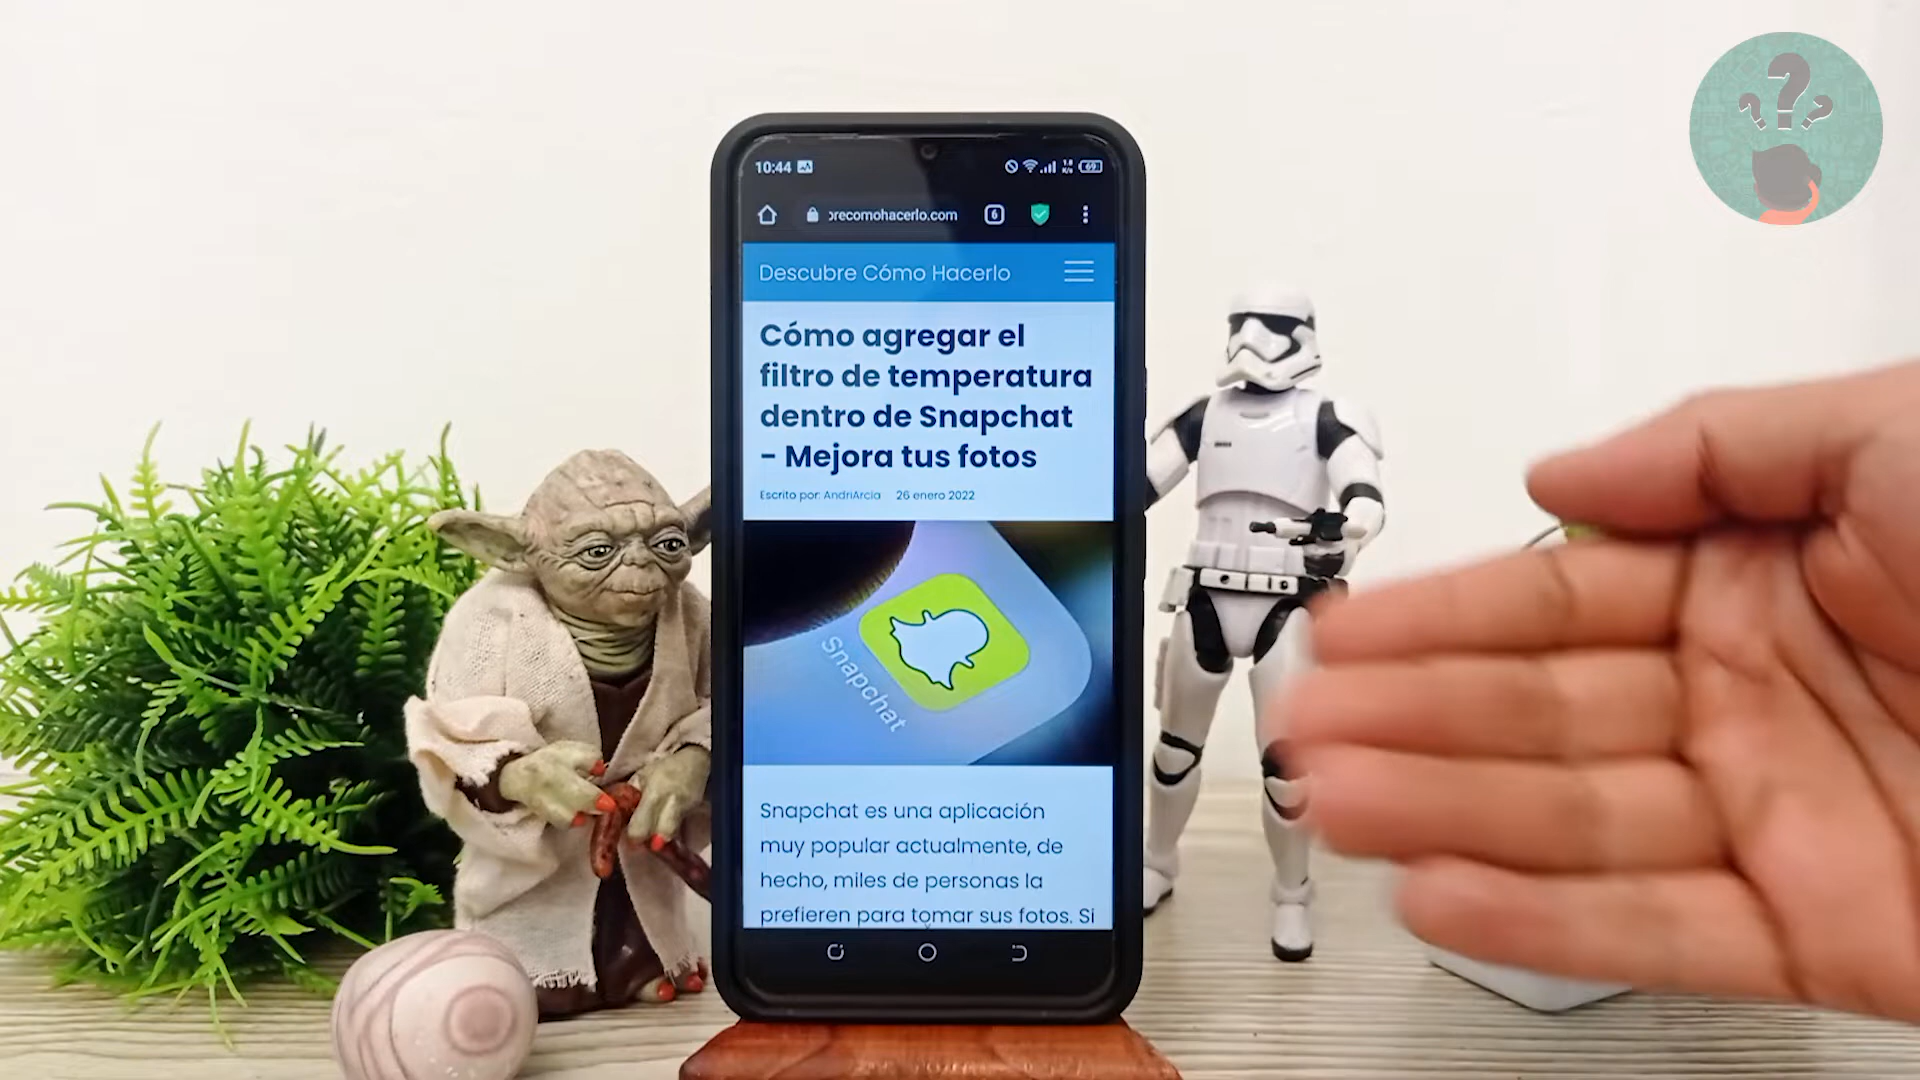 10:44
precomohacerlo.com
6
Descubre Cómo Hacerlo
Cómo agregar el
filtro de temperatura
dentro de Snapchat
– Mejora tus fotos
Escrito por: AndriArcia 26 enero 2022
Snapchat
Snapchat es una aplicación
muy popular actualmente, de
hecho, miles de personas la
prefieren para tomar sus fotos. Si